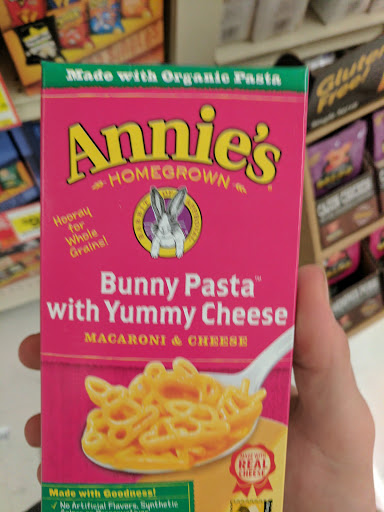 Made with Organic Pasta
Annie's
HOMEGROWN
Hooray
for
Whole
Grains!
Bunny Pasta™
with Yummy Cheese
MACARONI & CHEESE
MADE WITH
REAL
CHEESE
Made with Goodness!
✓ No Artificial Flavors, Synthetic
Gluten
Free!